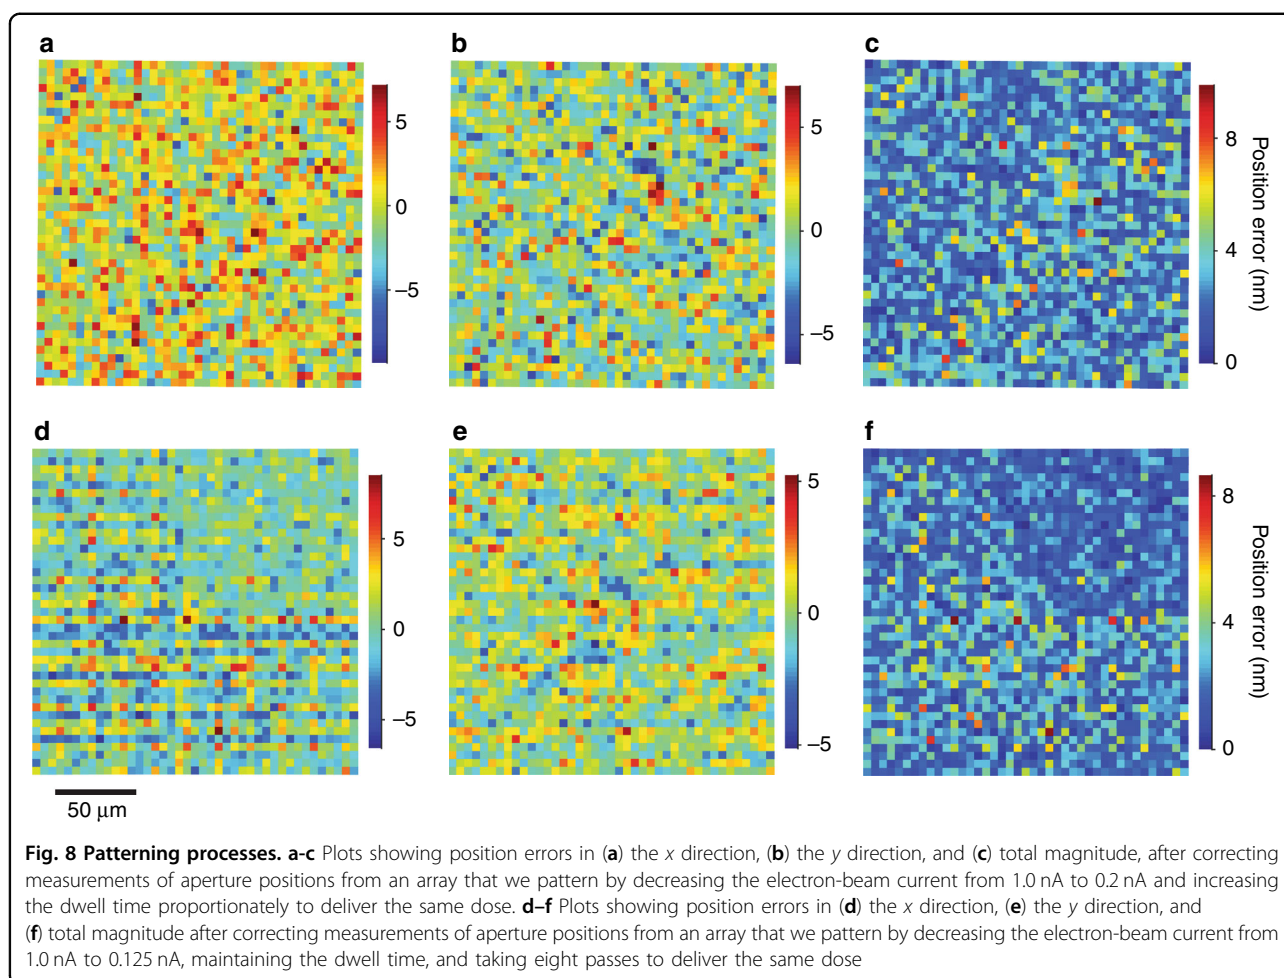 a
b
c
5
0
−5
5
0
−5
8
4
0
Position error (nm)
d
e
f
5
0
−5
5
0
−5
8
4
0
Position error (nm)
50 μm
Fig. 8 Patterning processes. a-c Plots showing position errors in (a) the x direction, (b) the y direction, and (c) total magnitude, after correcting
measurements of aperture positions from an array that we pattern by decreasing the electron-beam current from 1.0 nA to 0.2 nA and increasing
the dwell time proportionately to deliver the same dose. d–f Plots showing position errors in (d) the x direction, (e) the y direction, and
(f) total magnitude after correcting measurements of aperture positions from an array that we pattern by decreasing the electron-beam current from
1.0 nA to 0.125 nA, maintaining the dwell time, and taking eight passes to deliver the same dose